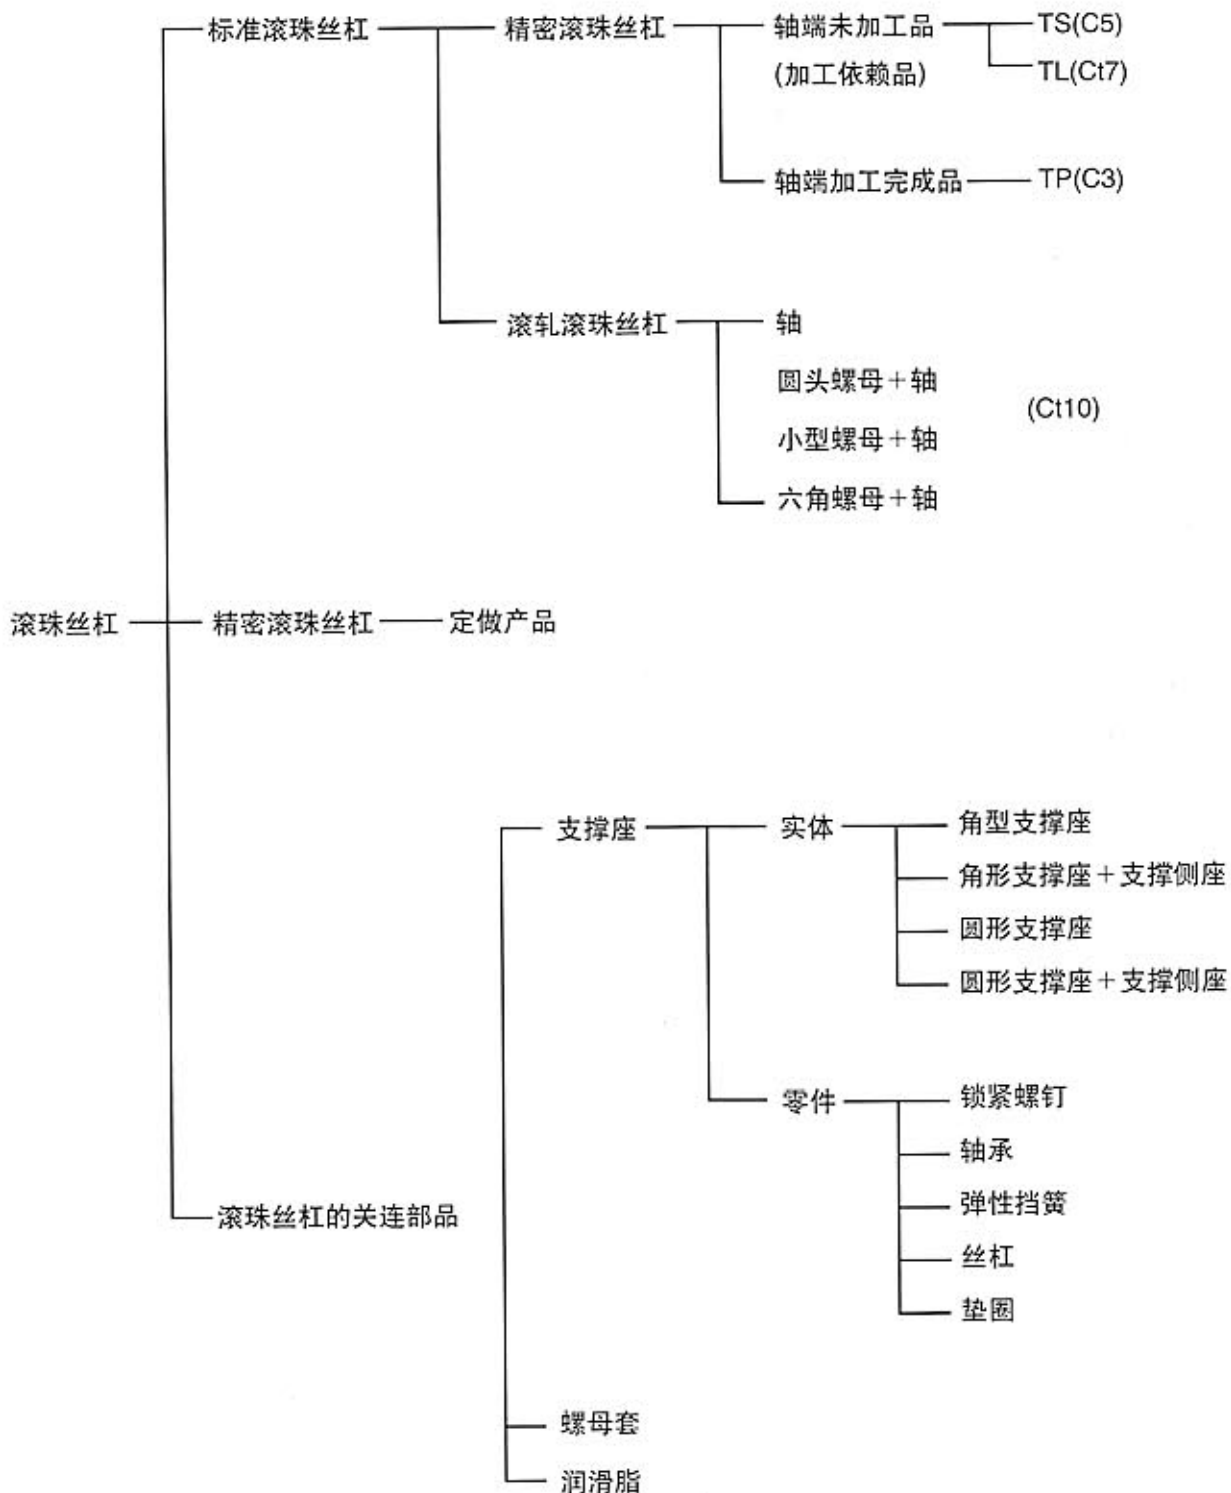 标准滚珠丝杠 精密滚珠丝杠 轴端未加工品 TS(C5)
(加工依赖品) TL(Ct7)
轴端加工完成品 TP(C3)
滚轧滚珠丝杠 轴
圆头螺母+轴
(Ct10)
小型螺母+轴
六角螺母+轴
滚珠丝杠 精密滚珠丝杠 定做产品
支撑座 实体 角型支撑座
角形支撑座+支撑侧座
圆形支撑座
圆形支撑座+支撑侧座
零件 锁紧螺钉
轴承
弹性挡簧
滚珠丝杠的关连部品
丝杠
垫圈
螺母套
润滑脂